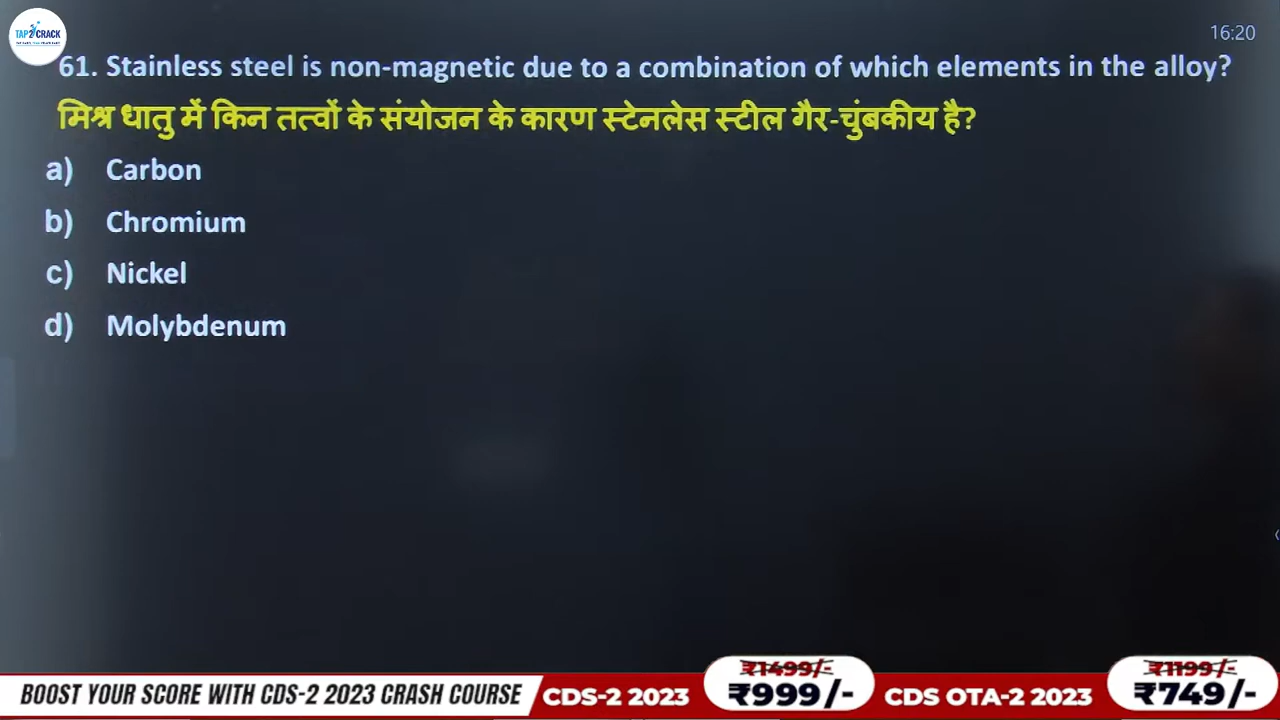 TAP2CRACK
16:20
61. Stainless steel is non-magnetic due to a combination of which elements in the alloy?
मिश्र धातु में किन तत्वों के संयोजन के कारण स्टेनलेस स्टील गैर-चुंबकीय है?
a) Carbon
b) Chromium
c) Nickel
d) Molybdenum
BOOST YOUR SCORE WITH CDS-2 2023 CRASH COURSE CDS-2 2023 ₹1499/- ₹999/- CDS OTA-2 2023 ₹1199/- ₹749/-